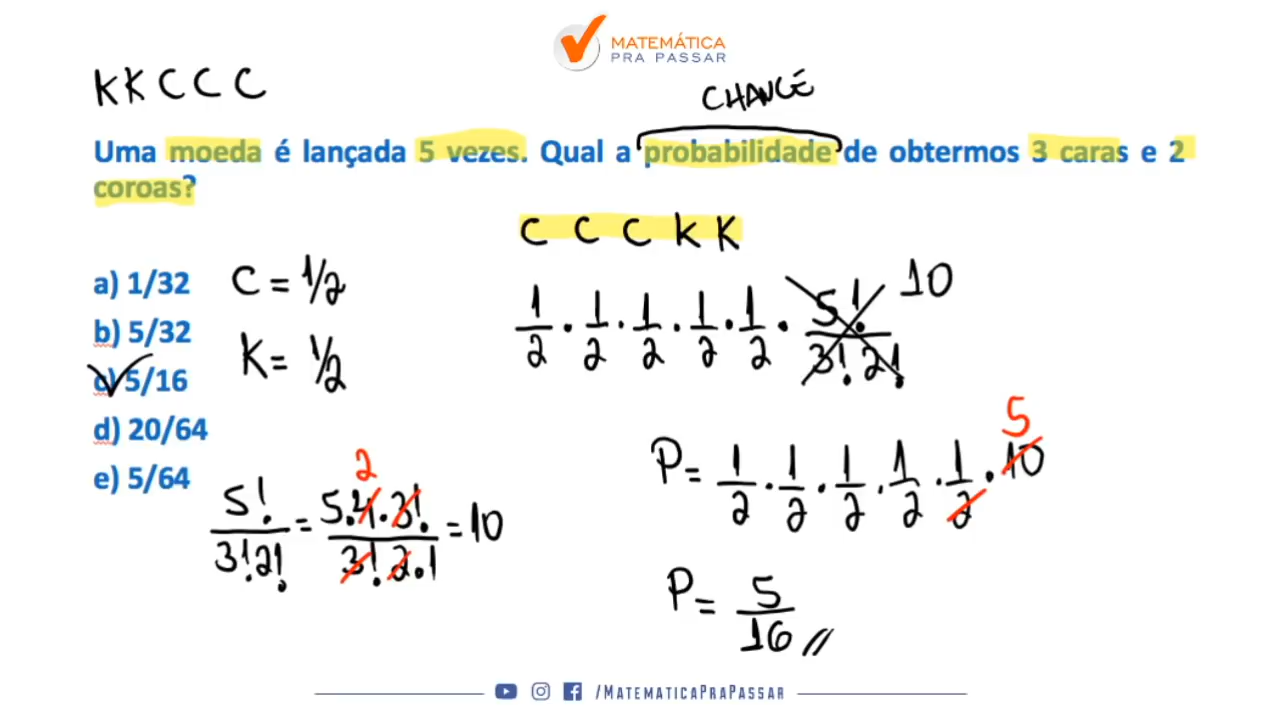 MATEMÁTICA
PRA PASSAR
KKCCC
CHANCE
Uma moeda é lançada 5 vezes. Qual a probabilidade de obtermos 3 caras e 2
coroas?
C C C K K
a) 1/32
C = 1/2
1/2 . 1/2 . 1/2 . 1/2 . 1/2 . 5!/3!2! 10
b) 5/32
K = 1/2
c) 5/16
d) 20/64
e) 5/64
5!/3!2! = 5.4.3!/3!2.1 = 10
2
P = 1/2 . 1/2 . 1/2 . 1/2 . 1/2 . 10
5
P = 5/16 //
/MATEMATICAPRAPASSAR